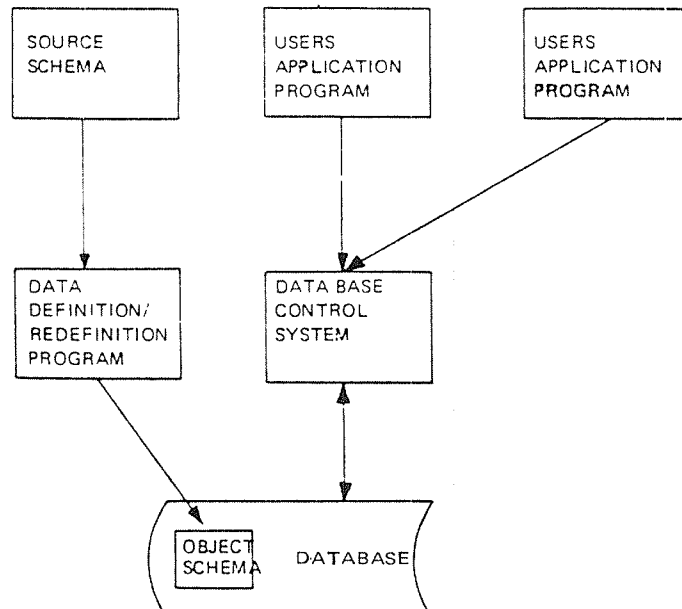 SOURCE
SCHEMA
USERS
APPLICATION
PROGRAM
USERS
APPLICATION
PROGRAM
DATA
DEFINITION/
REDEFINITION
PROGRAM
DATA BASE
CONTROL
SYSTEM
OBJECT
SCHEMA
DATABASE